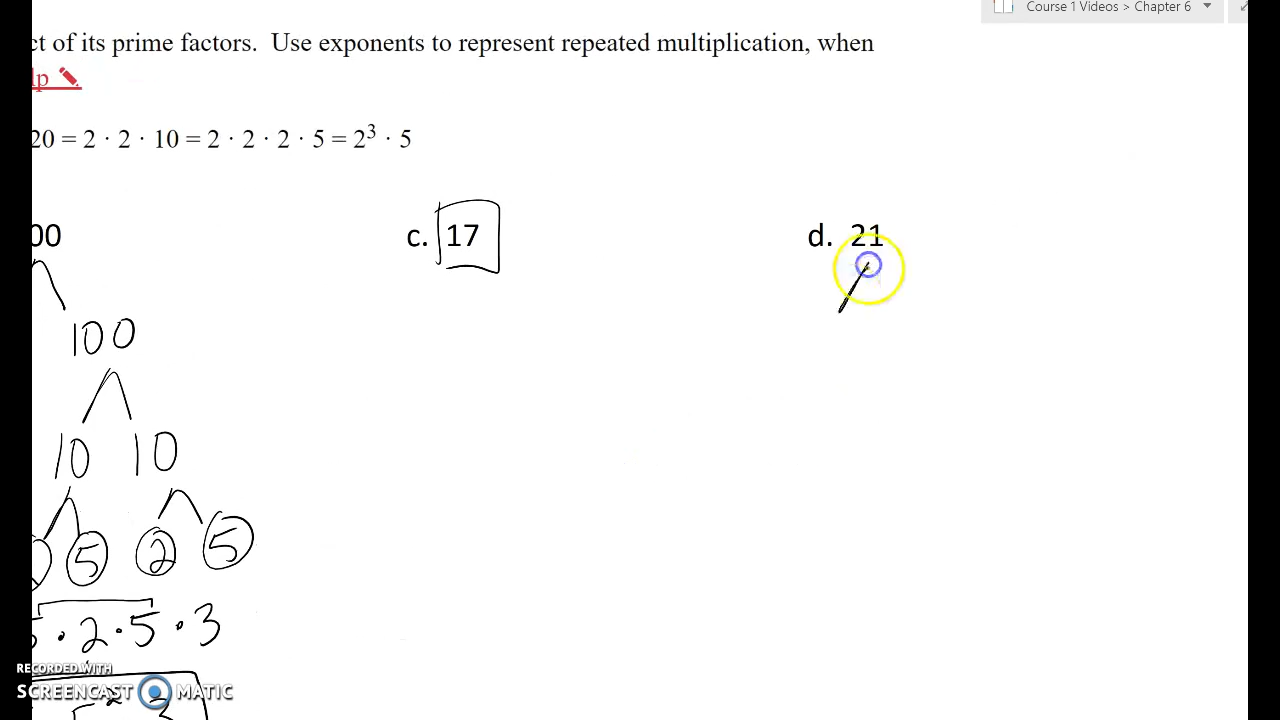 Course 1 Videos > Chapter 6
ct of its prime factors. Use exponents to represent repeated multiplication, when
lp
20 = 2 · 2 · 10 = 2 · 2 · 2 · 5 = 2³ · 5
00
c. 17
d. 21
100
10 10
5 2 5
5 · 2 · 5 · 3
RECORDED WITH
SCREENCAST MATIC